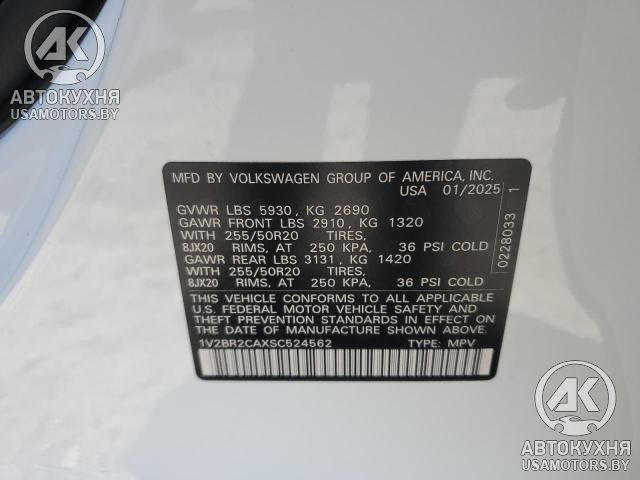 AK
АВТОКУХНЯ
USAMOTORS.BY
MFD BY VOLKSWAGEN GROUP OF AMERICA, INC.
USA 01/2025
GVWR LBS 5930, KG 2690
GAWR FRONT LBS 2910, KG 1320
WITH 255/50R20 TIRES,
8JX20 RIMS, AT 250 KPA, 36 PSI COLD
GAWR REAR LBS 3131, KG 1420
WITH 255/50R20 TIRES,
8JX20 RIMS, AT 250 KPA, 36 PSI COLD
THIS VEHICLE CONFORMS TO ALL APPLICABLE
U.S. FEDERAL MOTOR VEHICLE SAFETY AND
THEFT PREVENTION STANDARDS IN EFFECT ON
THE DATE OF MANUFACTURE SHOWN ABOVE.
1V2BR2CAXSC524562 TYPE: MPV
0228033 1
AK
АВТОКУХНЯ
USAMOTORS.BY